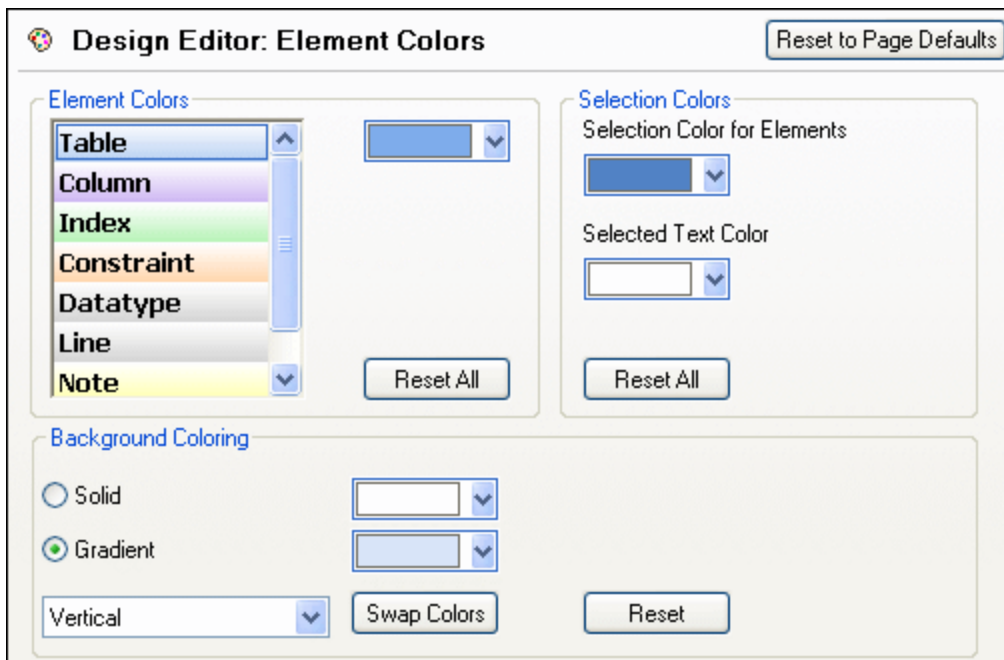 Design Editor: Element Colors
Reset to Page Defaults
Element Colors
Table
Column
Index
Constraint
Datatype
Line
Note
Reset All
Selection Colors
Selection Color for Elements
Selected Text Color
Reset All
Background Coloring
Solid
Gradient
Vertical
Swap Colors
Reset